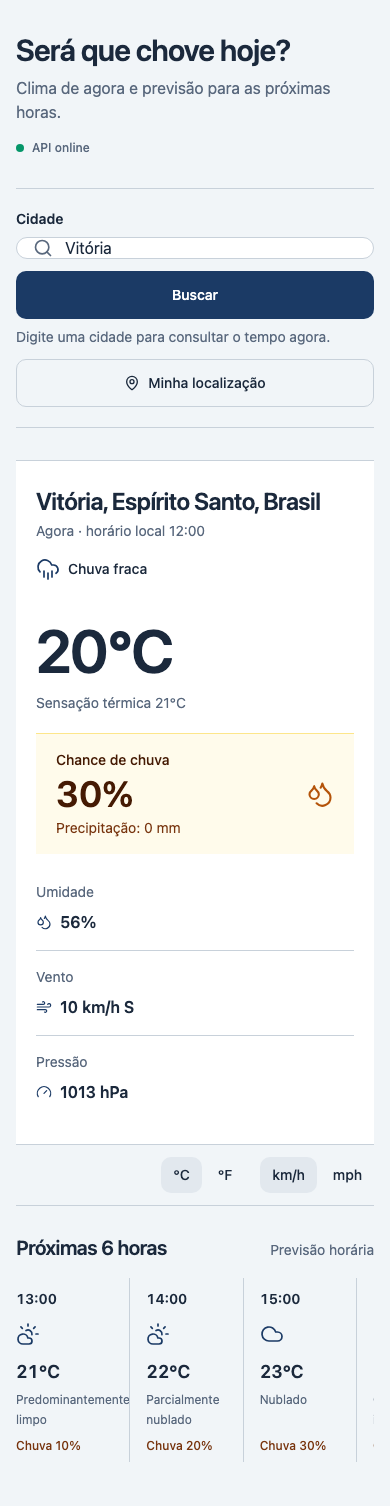 Será que chove hoje?
Clima de agora e previsão para as próximas
horas.
API online
Cidade
Vitória
Buscar
Digite uma cidade para consultar o tempo agora.
Minha localização
Vitória, Espírito Santo, Brasil
Agora · horário local 12:00
Chuva fraca
20°C
Sensação térmica 21°C
Chance de chuva
30%
Precipitação: 0 mm
Umidade
56%
Vento
10 km/h S
Pressão
1013 hPa
°C °F km/h mph
Próximas 6 horas
Previsão horária
13:00 14:00 15:00
21°C 22°C 23°C
Predominantemente Parcialmente Nublado
limpo nublado
Chuva 10% Chuva 20% Chuva 30%